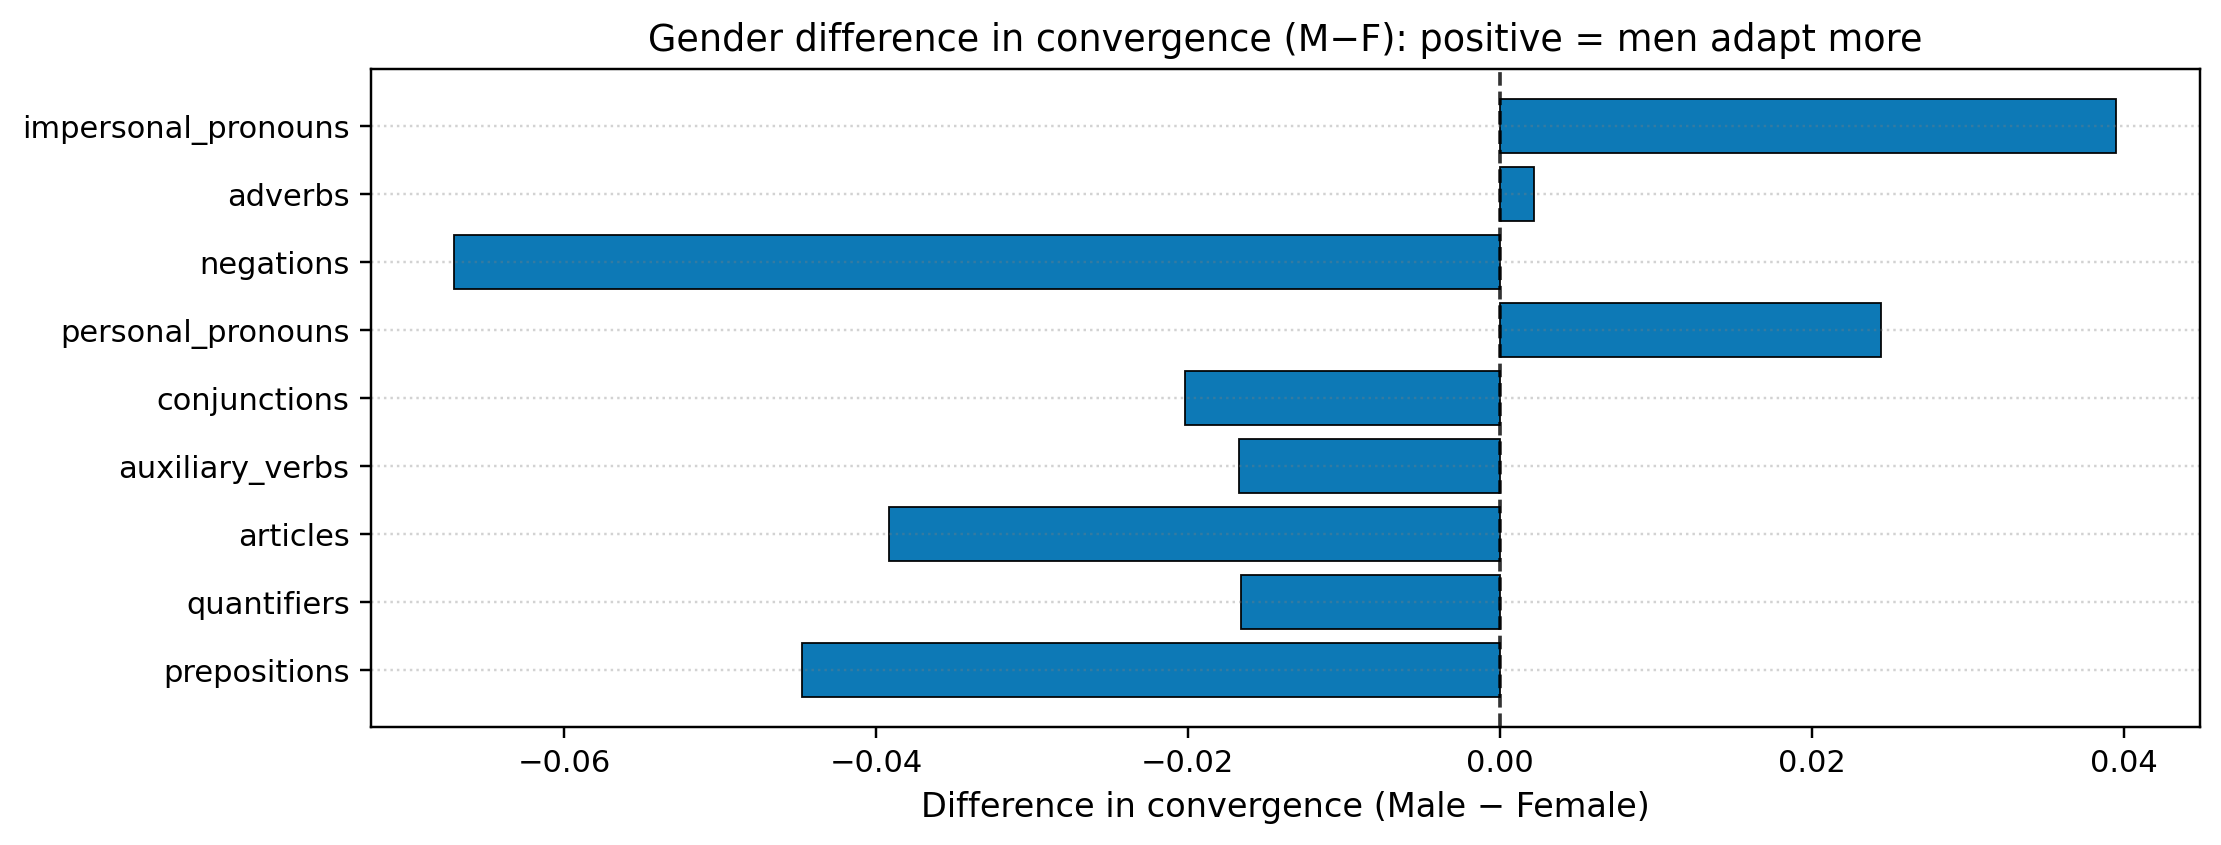 Gender difference in convergence (M−F): positive = men adapt more
impersonal_pronouns
adverbs
negations
personal_pronouns
conjunctions
auxiliary_verbs
articles
quantifiers
prepositions
−0.06 −0.04 −0.02 0.00 0.02 0.04
Difference in convergence (Male − Female)